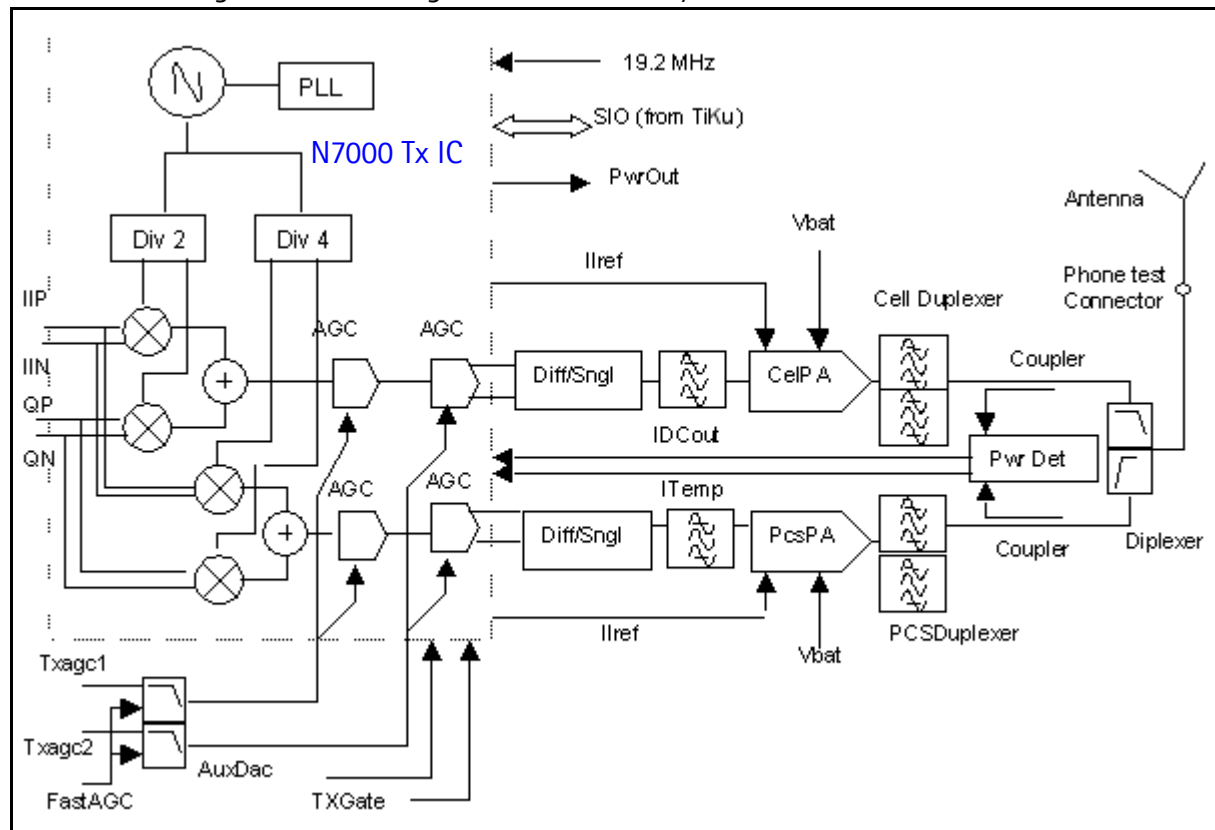 19.2 MHz
PLL
SIO (from TiKu)
N7000 Tx IC
PwrOut
Antenna
Div 2
Div 4
Vbat
IIref
Phone test
Connector
IIP
Cell Duplexer
AGC
AGC
Coupler
IIN
Diff/Sngl
CelPA
QP
IDCout
QN
Pwr Det
AGC
AGC
ITemp
Diff/Sngl
PcsPA
Coupler
Diplexer
IIref
PCSDuplexer
Vbat
Txagc1
Txagc2
AuxDac
FastAGC
TXGate